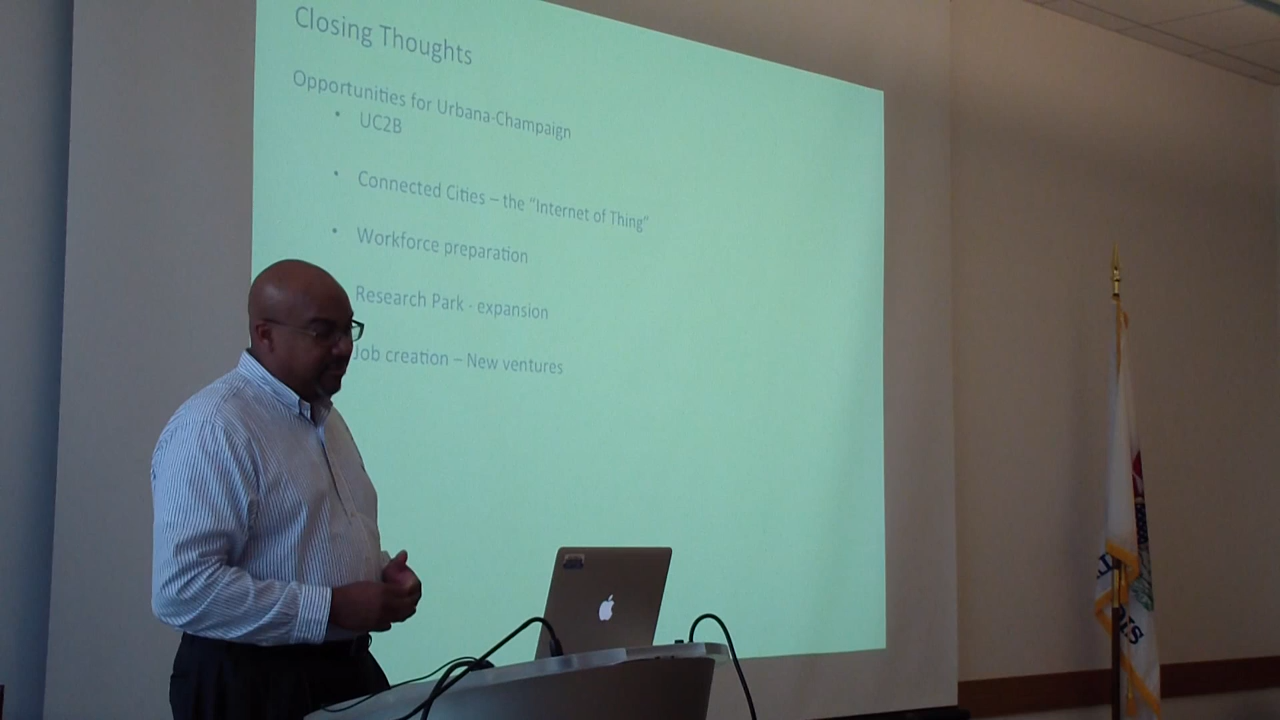 Closing Thoughts
Opportunities for Urbana-Champaign
• UC2B
• Connected Cities – the "Internet of Thing"
• Workforce preparation
Research Park - expansion
Job creation – New ventures